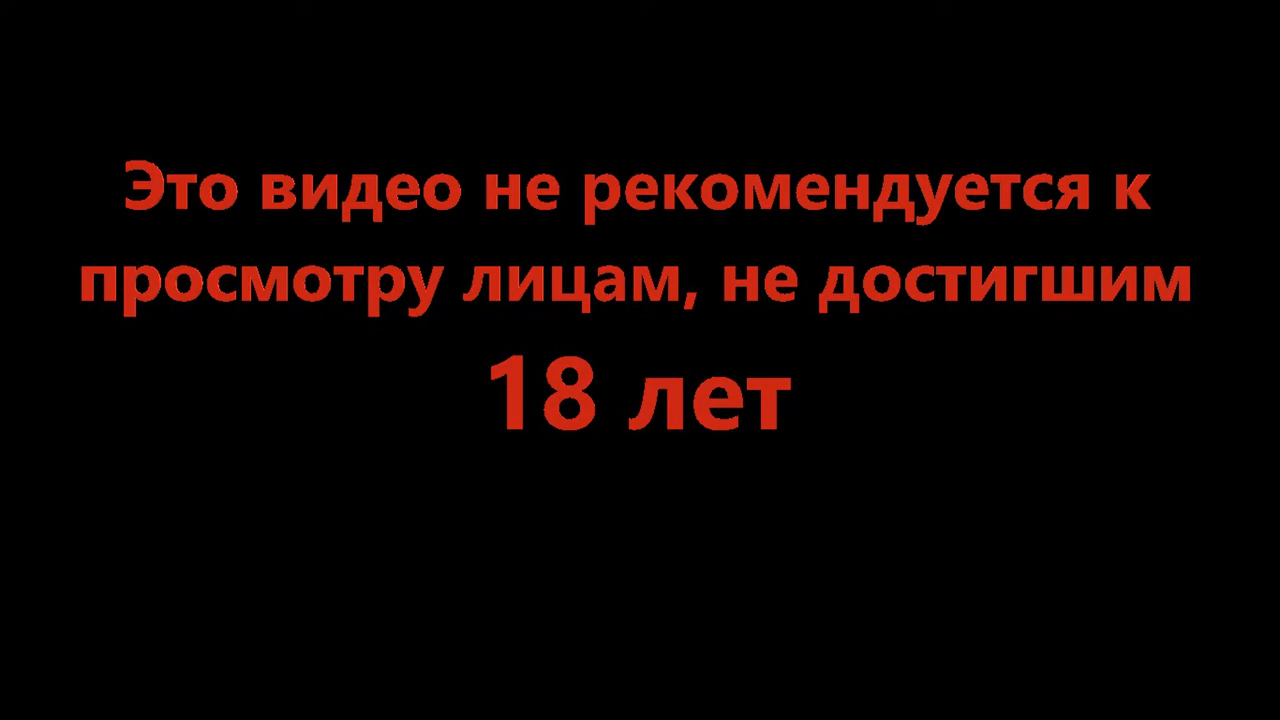 Это видео не рекомендуется к
просмотру лицам, не достигшим
18 лет